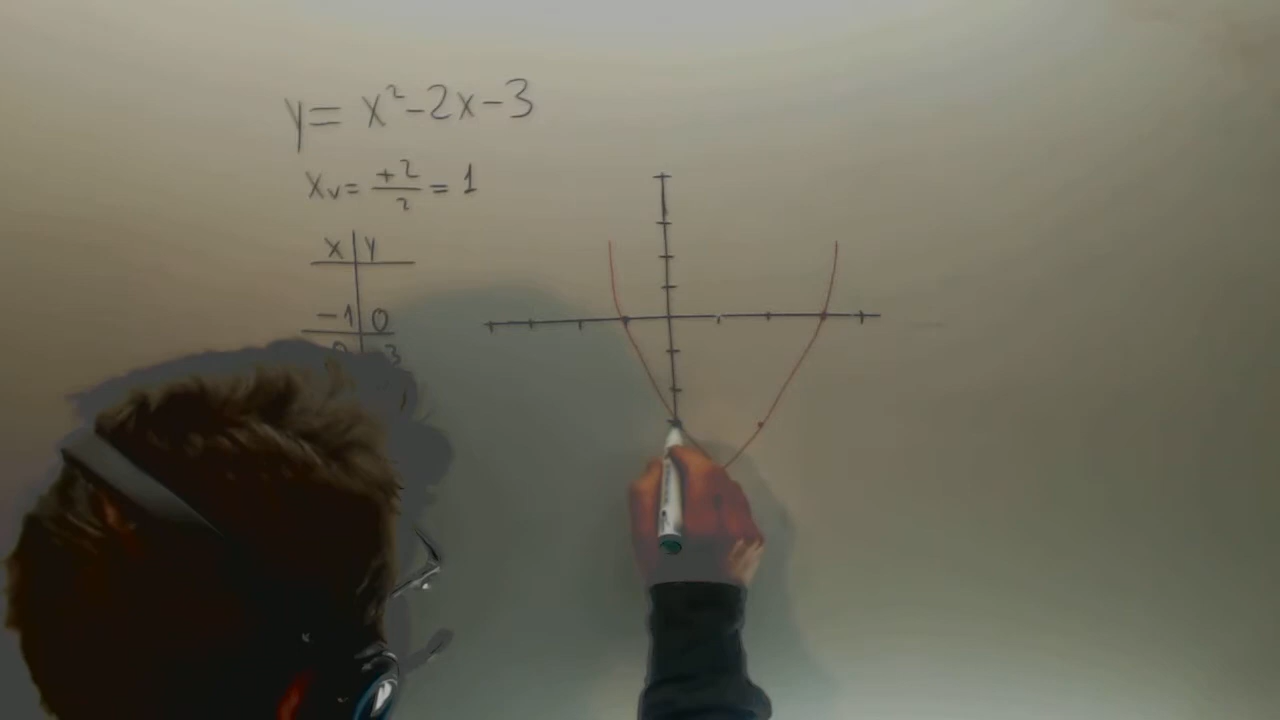 y = x² - 2x - 3
Xv = +2/2 = 1
X Y
-1 0